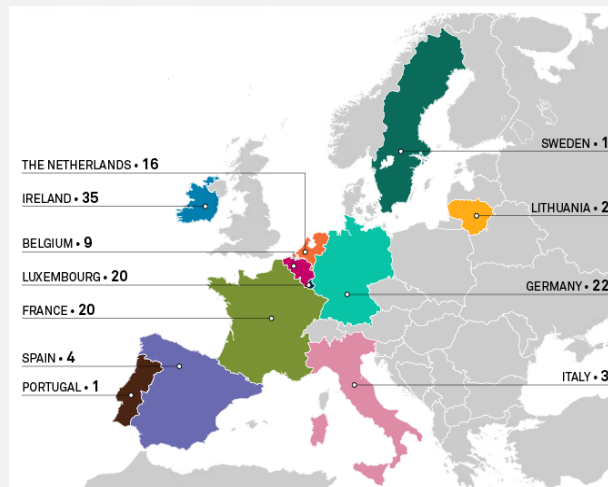 THE NETHERLANDS • 16
SWEDEN • 1
IRELAND • 35
LITHUANIA • 2
BELGIUM • 9
LUXEMBOURG • 20
GERMANY • 22
FRANCE • 20
SPAIN • 4
ITALY • 3
PORTUGAL • 1